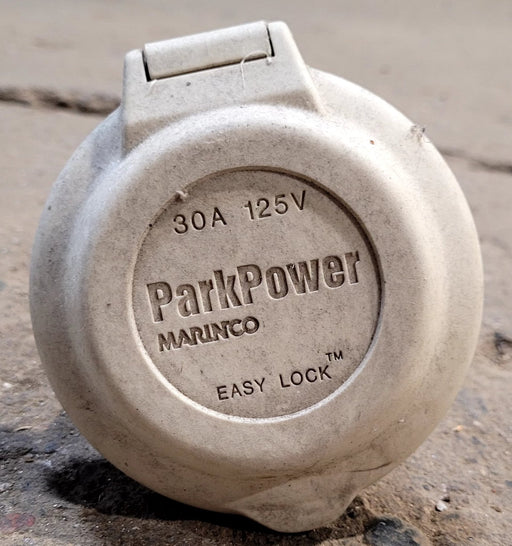 30A 125V
ParkPower
MARINCO
EASY LOCK™